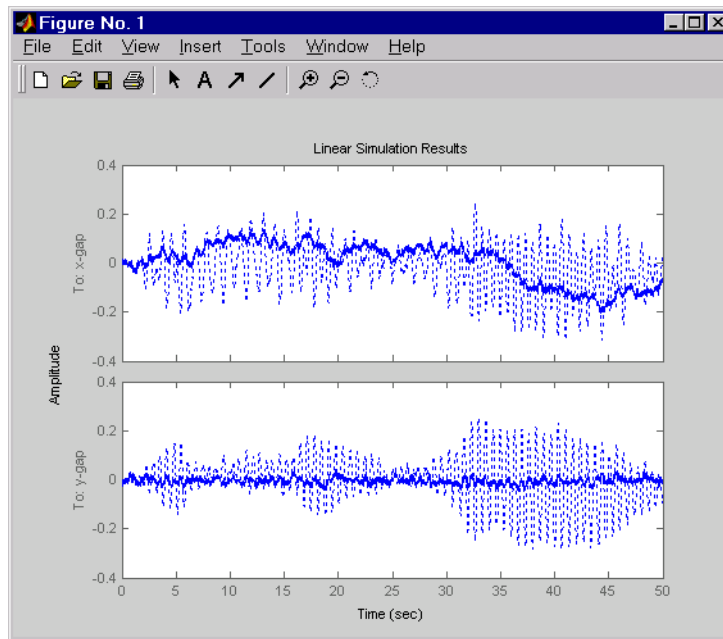 Figure No. 1
File Edit View Insert Tools Window Help
A
Linear Simulation Results
0.4
0.2
0
-0.2
-0.4
To: x-gap
Amplitude
0.4
0.2
0
-0.2
-0.4
To: y-gap
0 5 10 15 20 25 30 35 40 45 50
Time (sec)